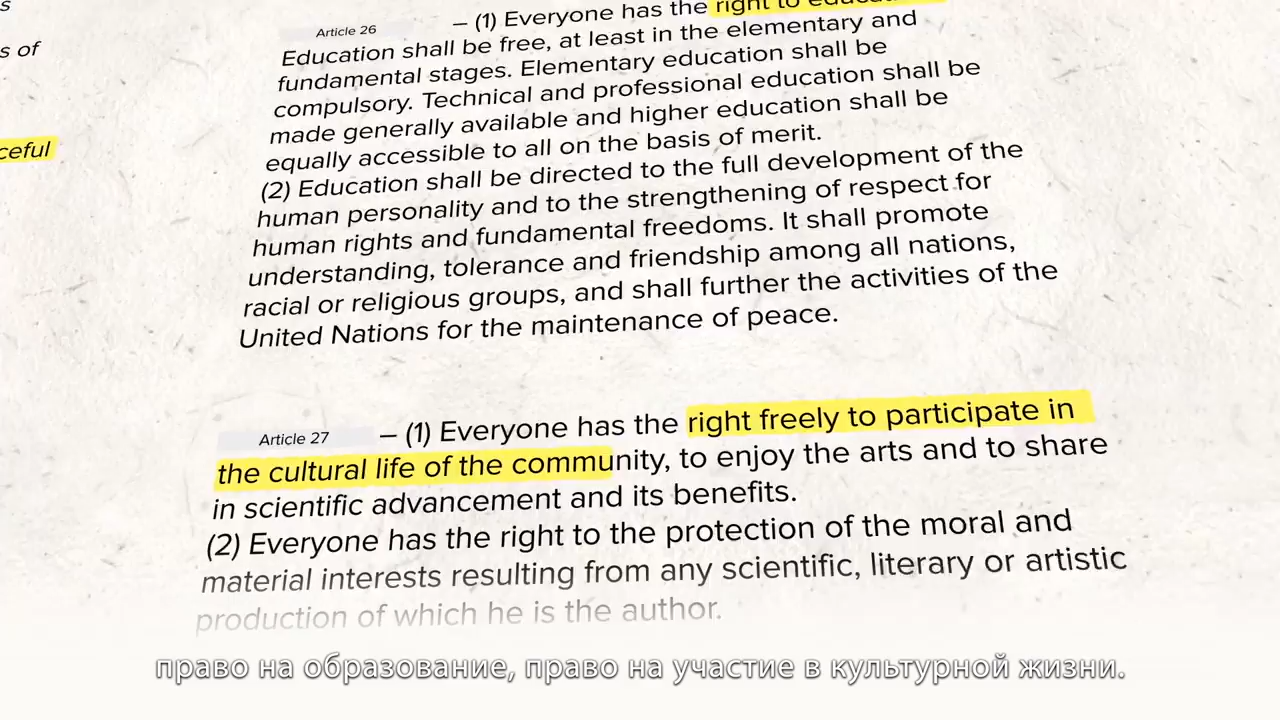 s
s of
ceful
Article 26 – (1) Everyone has the right to
Education shall be free, at least in the elementary and
fundamental stages. Elementary education shall be
compulsory. Technical and professional education shall be
made generally available and higher education shall be
equally accessible to all on the basis of merit.
(2) Education shall be directed to the full development of the
human personality and to the strengthening of respect for
human rights and fundamental freedoms. It shall promote
understanding, tolerance and friendship among all nations,
racial or religious groups, and shall further the activities of the
United Nations for the maintenance of peace.
Article 27 – (1) Everyone has the right freely to participate in
the cultural life of the community, to enjoy the arts and to share
in scientific advancement and its benefits.
(2) Everyone has the right to the protection of the moral and
material interests resulting from any scientific, literary or artistic
production of which he is the author.
право на образование, право на участие в культурной жизни.